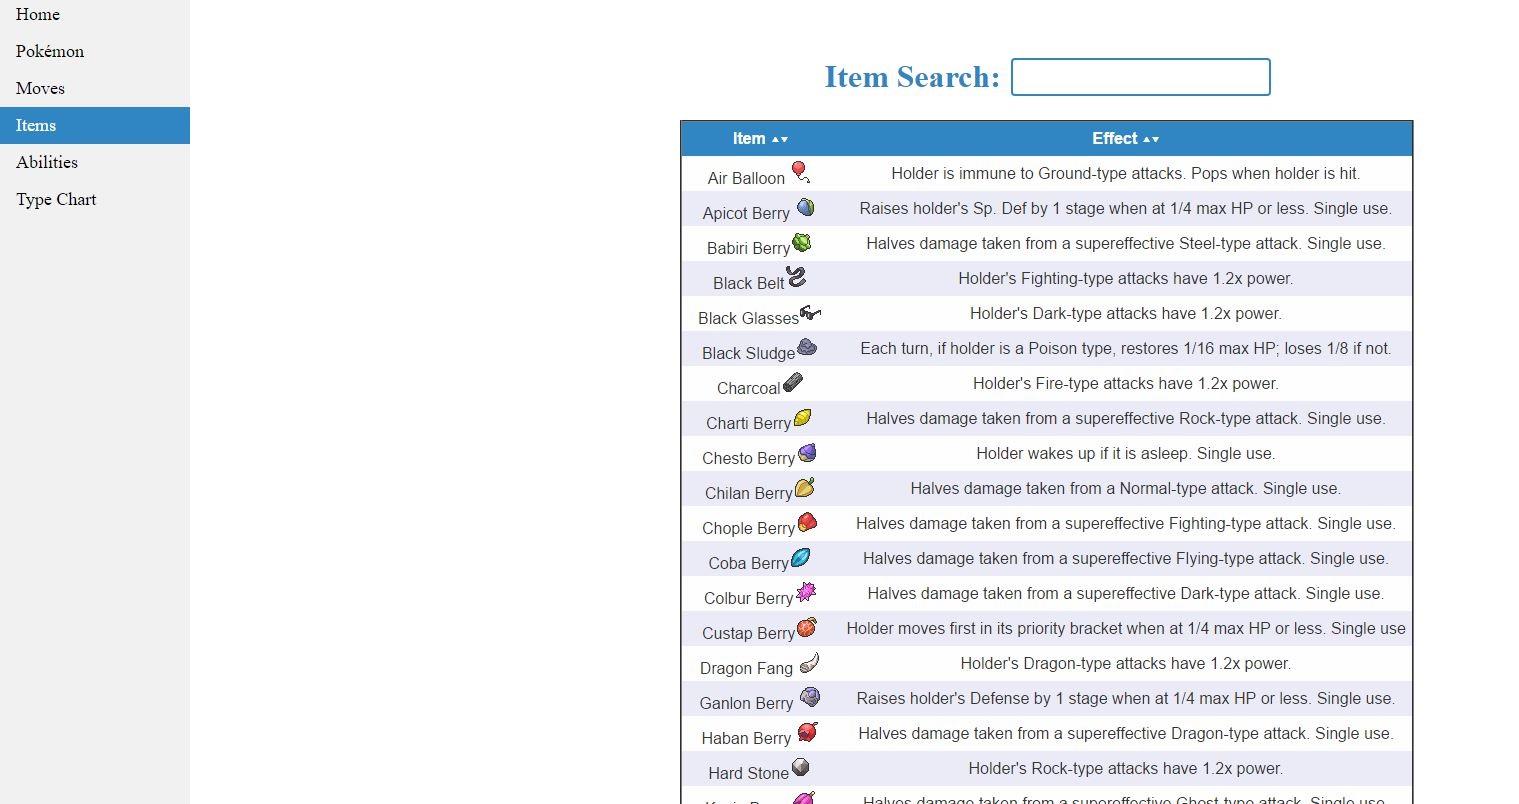 Home
Pokémon
Moves
Items
Abilities
Type Chart
Item Search:
Item Effect
Air Balloon Holder is immune to Ground-type attacks. Pops when holder is hit.
Apicot Berry Raises holder's Sp. Def by 1 stage when at 1/4 max HP or less. Single use.
Babiri Berry Halves damage taken from a supereffective Steel-type attack. Single use.
Black Belt Holder's Fighting-type attacks have 1.2x power.
Black Glasses Holder's Dark-type attacks have 1.2x power.
Black Sludge Each turn, if holder is a Poison type, restores 1/16 max HP; loses 1/8 if not.
Charcoal Holder's Fire-type attacks have 1.2x power.
Charti Berry Halves damage taken from a supereffective Rock-type attack. Single use.
Chesto Berry Holder wakes up if it is asleep. Single use.
Chilan Berry Halves damage taken from a Normal-type attack. Single use.
Chople Berry Halves damage taken from a supereffective Fighting-type attack. Single use.
Coba Berry Halves damage taken from a supereffective Flying-type attack. Single use.
Colbur Berry Halves damage taken from a supereffective Dark-type attack. Single use.
Custap Berry Holder moves first in its priority bracket when at 1/4 max HP or less. Single use
Dragon Fang Holder's Dragon-type attacks have 1.2x power.
Ganlon Berry Raises holder's Defense by 1 stage when at 1/4 max HP or less. Single use.
Haban Berry Halves damage taken from a supereffective Dragon-type attack. Single use.
Hard Stone Holder's Rock-type attacks have 1.2x power.
Halves damage taken from a supereffective Ghost-type attack. Single use.